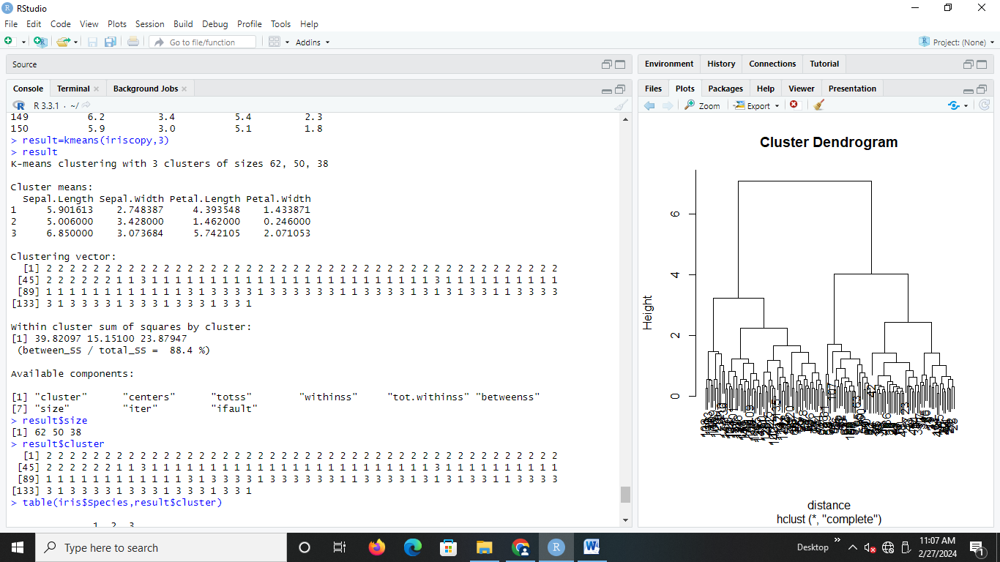 RStudio
File Edit Code View Plots Session Build Debug Profile Tools Help
Go to file/function Addins Project: (None)
Source
Environment History Connections Tutorial
Console Terminal Background Jobs
R 3.3.1 · ~/
149 6.2 3.4 5.4 2.3
150 5.9 3.0 5.1 1.8
> result=kmeans(iriscopy,3)
> result
K-means clustering with 3 clusters of sizes 62, 50, 38
Cluster means:
Sepal.Length Sepal.Width Petal.Length Petal.Width
1 5.901613 2.748387 4.393548 1.433871
2 5.006000 3.428000 1.462000 0.246000
3 6.850000 3.073684 5.742105 2.071053
Clustering vector:
[1] 2 2 2 2 2 2 2 2 2 2 2 2 2 2 2 2 2 2 2 2 2 2 2 2 2 2 2 2 2 2 2 2 2 2 2 2 2 2 2 2 2 2 2 2
[45] 2 2 2 2 2 2 1 1 3 1 1 1 1 1 1 1 1 1 1 1 1 1 1 1 1 1 1 1 1 1 1 1 1 3 1 1 1 1 1 1 1 1 1 1
[89] 1 1 1 1 1 1 1 1 1 1 1 1 3 1 3 3 3 3 1 3 3 3 3 3 3 1 1 3 3 3 3 1 3 1 3 1 3 3 1 1 3 3 3 3
[133] 3 1 3 3 3 3 1 3 3 3 1 3 3 3 1 3 3 1
Within cluster sum of squares by cluster:
[1] 39.82097 15.15100 23.87947
(between_SS / total_SS = 88.4 %)
Available components:
[1] "cluster" "centers" "totss" "withinss" "tot.withinss" "betweenss"
[7] "size" "iter" "ifault"
> result$size
[1] 62 50 38
> result$cluster
[1] 2 2 2 2 2 2 2 2 2 2 2 2 2 2 2 2 2 2 2 2 2 2 2 2 2 2 2 2 2 2 2 2 2 2 2 2 2 2 2 2 2 2 2 2
[45] 2 2 2 2 2 2 1 1 3 1 1 1 1 1 1 1 1 1 1 1 1 1 1 1 1 1 1 1 1 1 1 1 1 3 1 1 1 1 1 1 1 1 1 1
[89] 1 1 1 1 1 1 1 1 1 1 1 1 3 1 3 3 3 3 1 3 3 3 3 3 3 1 1 3 3 3 3 1 3 1 3 1 3 3 1 1 3 3 3 3
[133] 3 1 3 3 3 3 1 3 3 3 1 3 3 3 1 3 3 1
> table(iris$Species,result$cluster)
1 2 3
Files Plots Packages Help Viewer Presentation
Zoom Export
Cluster Dendrogram
Height
6
4
2
0
distance
hclust (*, "complete")
Type here to search
Desktop
11:07 AM
2/27/2024
1